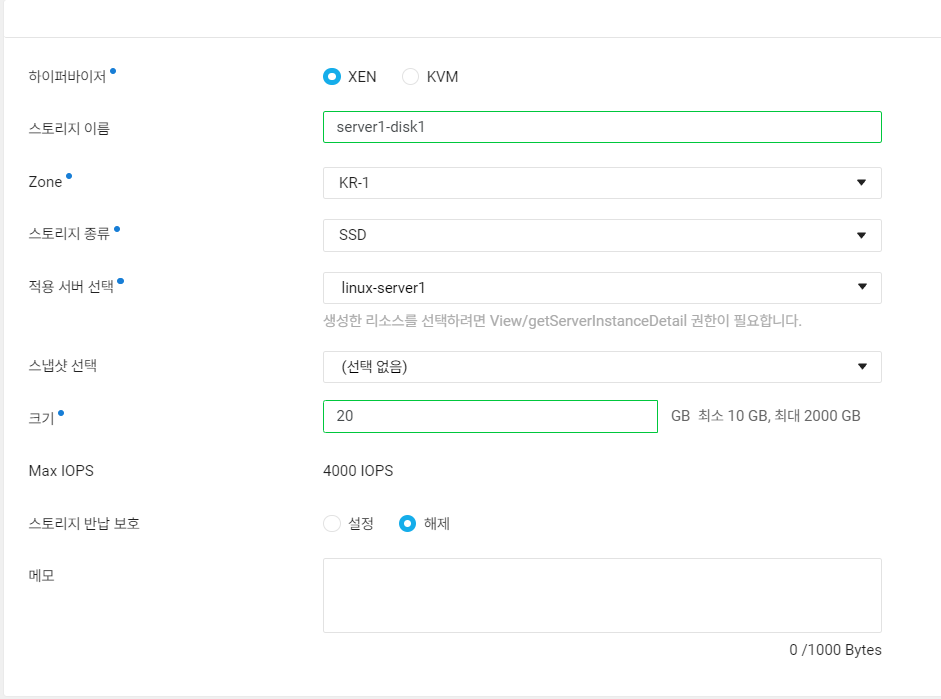 하이퍼바이저 XEN KVM
스토리지 이름 server1-disk1
Zone KR-1
스토리지 종류 SSD
적용 서버 선택 linux-server1
생성한 리소스를 선택하려면 View/getServerInstanceDetail 권한이 필요합니다.
스냅샷 선택 (선택 없음)
크기 20 GB 최소 10 GB, 최대 2000 GB
Max IOPS 4000 IOPS
스토리지 반납 보호 설정 해제
메모
0 /1000 Bytes